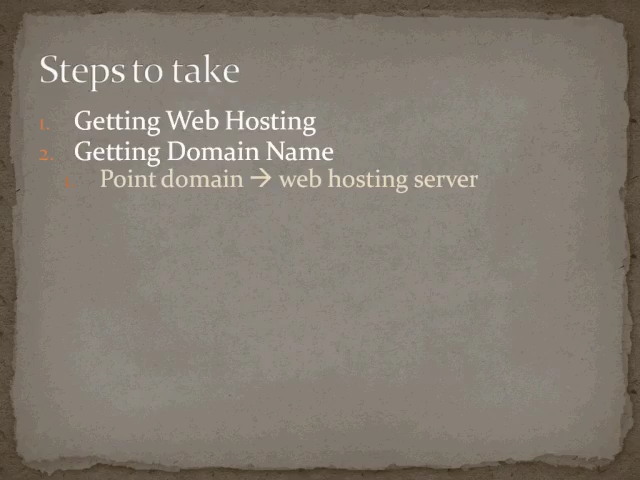 Steps to take
1. Getting Web Hosting
2. Getting Domain Name
1. Point domain → web hosting server